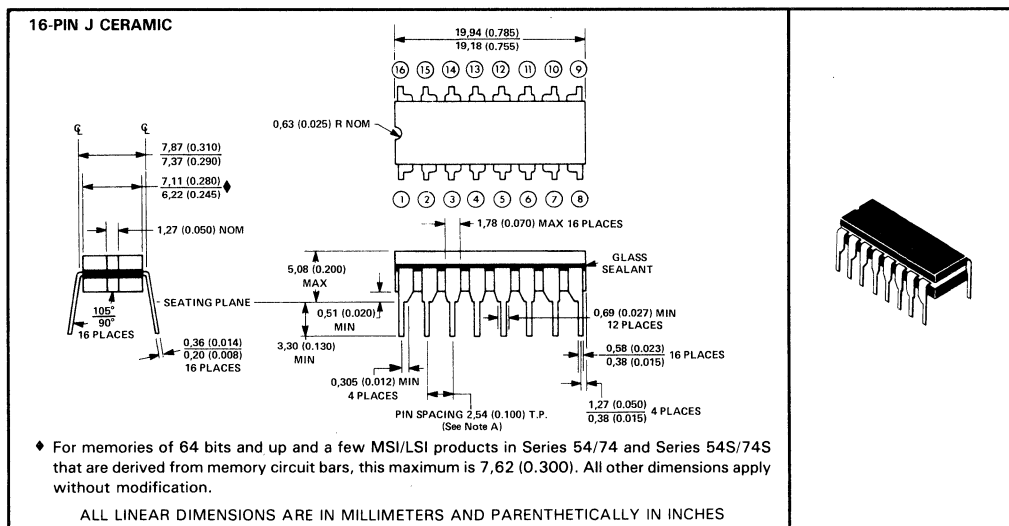 16-PIN J CERAMIC
19,94 (0.785)
19,18 (0.755)
16 15 14 13 12 11 10 9
0,63 (0.025) R NOM
℄ ℄
7,87 (0.310)
7,37 (0.290)
7,11 (0.280) ♦
6,22 (0.245)
1 2 3 4 5 6 7 8
1,27 (0.050) NOM
1,78 (0.070) MAX 16 PLACES
5,08 (0.200)
MAX
GLASS
SEALANT
SEATING PLANE
105°
90°
16 PLACES
0,51 (0.020)
MIN
0,69 (0.027) MIN
12 PLACES
3,30 (0.130)
MIN
0,36 (0.014)
0,20 (0.008)
16 PLACES
0,58 (0.023)
0,38 (0.015)
16 PLACES
0,305 (0.012) MIN
4 PLACES
1,27 (0.050)
0,38 (0.015)
4 PLACES
PIN SPACING 2,54 (0.100) T.P.
(See Note A)
♦ For memories of 64 bits and up and a few MSI/LSI products in Series 54/74 and Series 54S/74S
that are derived from memory circuit bars, this maximum is 7,62 (0.300). All other dimensions apply
without modification.
ALL LINEAR DIMENSIONS ARE IN MILLIMETERS AND PARENTHETICALLY IN INCHES